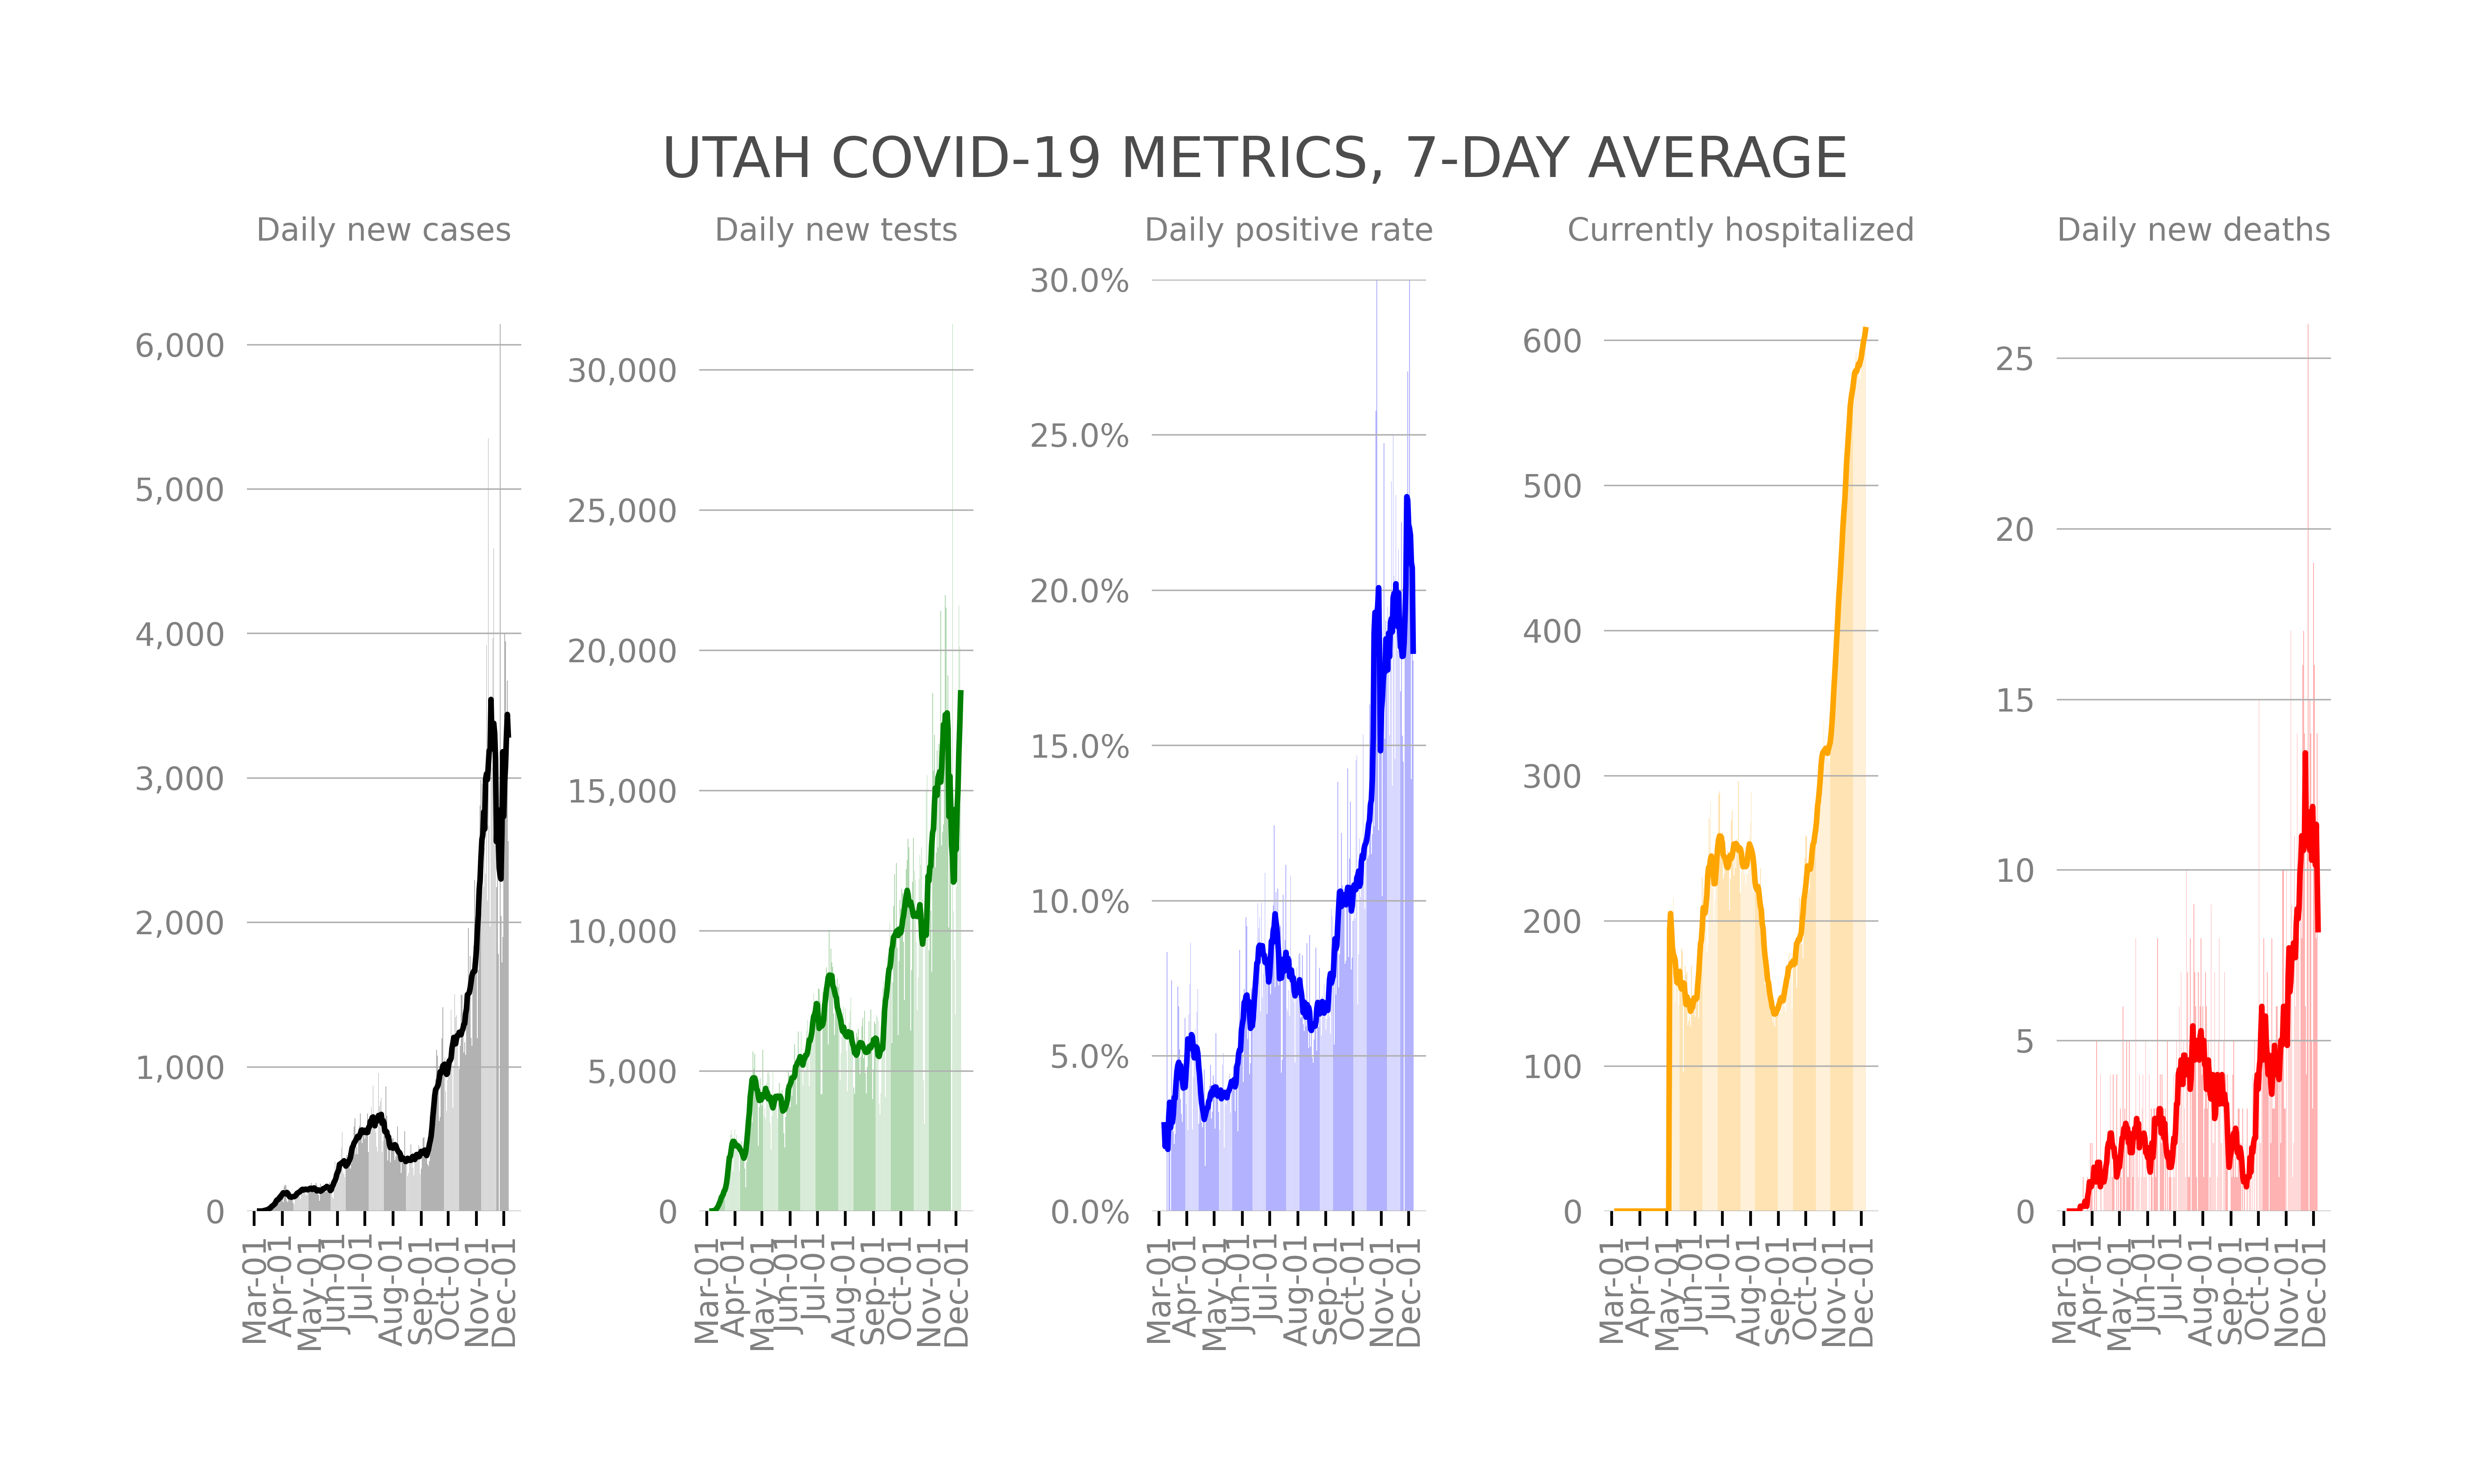 UTAH COVID-19 METRICS, 7-DAY AVERAGE
Daily new cases
6,000
5,000
4,000
3,000
2,000
1,000
0
Mar-01
Apr-01
May-01
Jun-01
Jul-01
Aug-01
Sep-01
Oct-01
Nov-01
Dec-01
Daily new tests
30,000
25,000
20,000
15,000
10,000
5,000
0
Mar-01
Apr-01
May-01
Jun-01
Jul-01
Aug-01
Sep-01
Oct-01
Nov-01
Dec-01
Daily positive rate
30.0%
25.0%
20.0%
15.0%
10.0%
5.0%
0.0%
Mar-01
Apr-01
May-01
Jun-01
Jul-01
Aug-01
Sep-01
Oct-01
Nov-01
Dec-01
Currently hospitalized
600
500
400
300
200
100
0
Mar-01
Apr-01
May-01
Jun-01
Jul-01
Aug-01
Sep-01
Oct-01
Nov-01
Dec-01
Daily new deaths
25
20
15
10
5
0
Mar-01
Apr-01
May-01
Jun-01
Jul-01
Aug-01
Sep-01
Oct-01
Nov-01
Dec-01